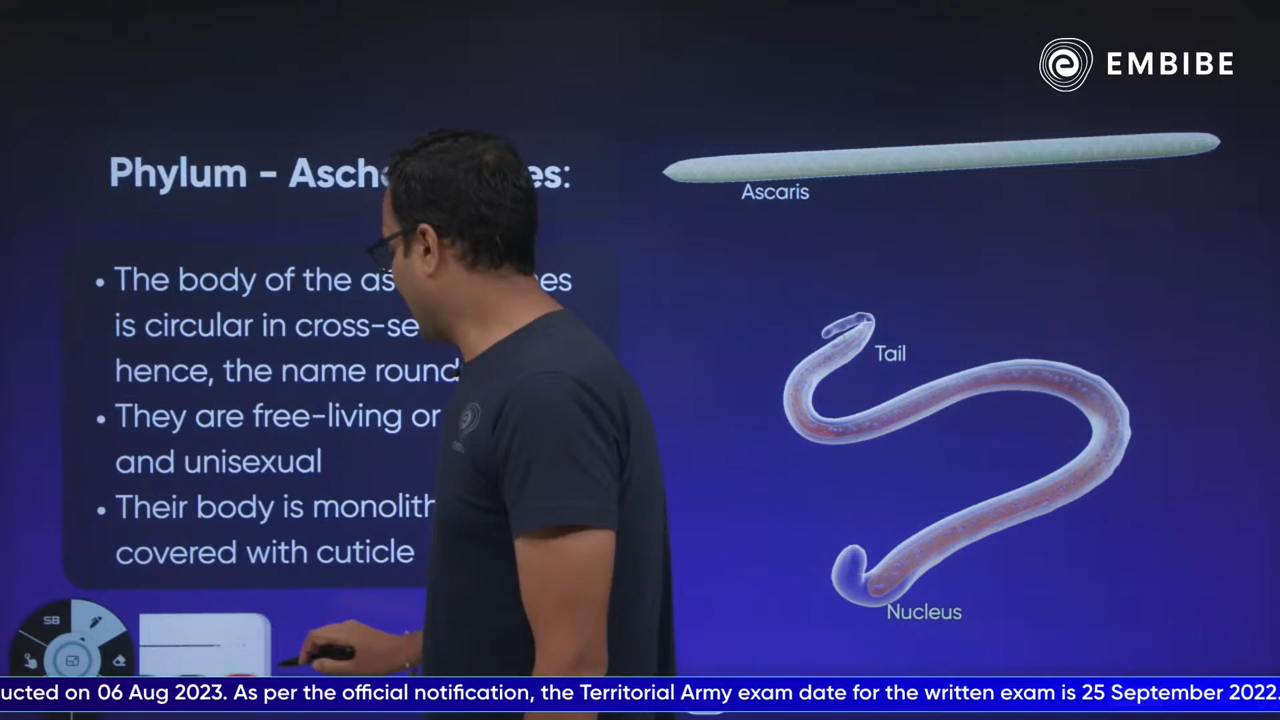 EMBIBE
Phylum - Asch es:
The body of the as es
is circular in cross-se
hence, the name round
They are free-living or
and unisexual
Their body is monolith
covered with cuticle
Ascaris
Tail
Nucleus
SB
ucted on 06 Aug 2023. As per the official notification, the Territorial Army exam date for the written exam is 25 September 2022.